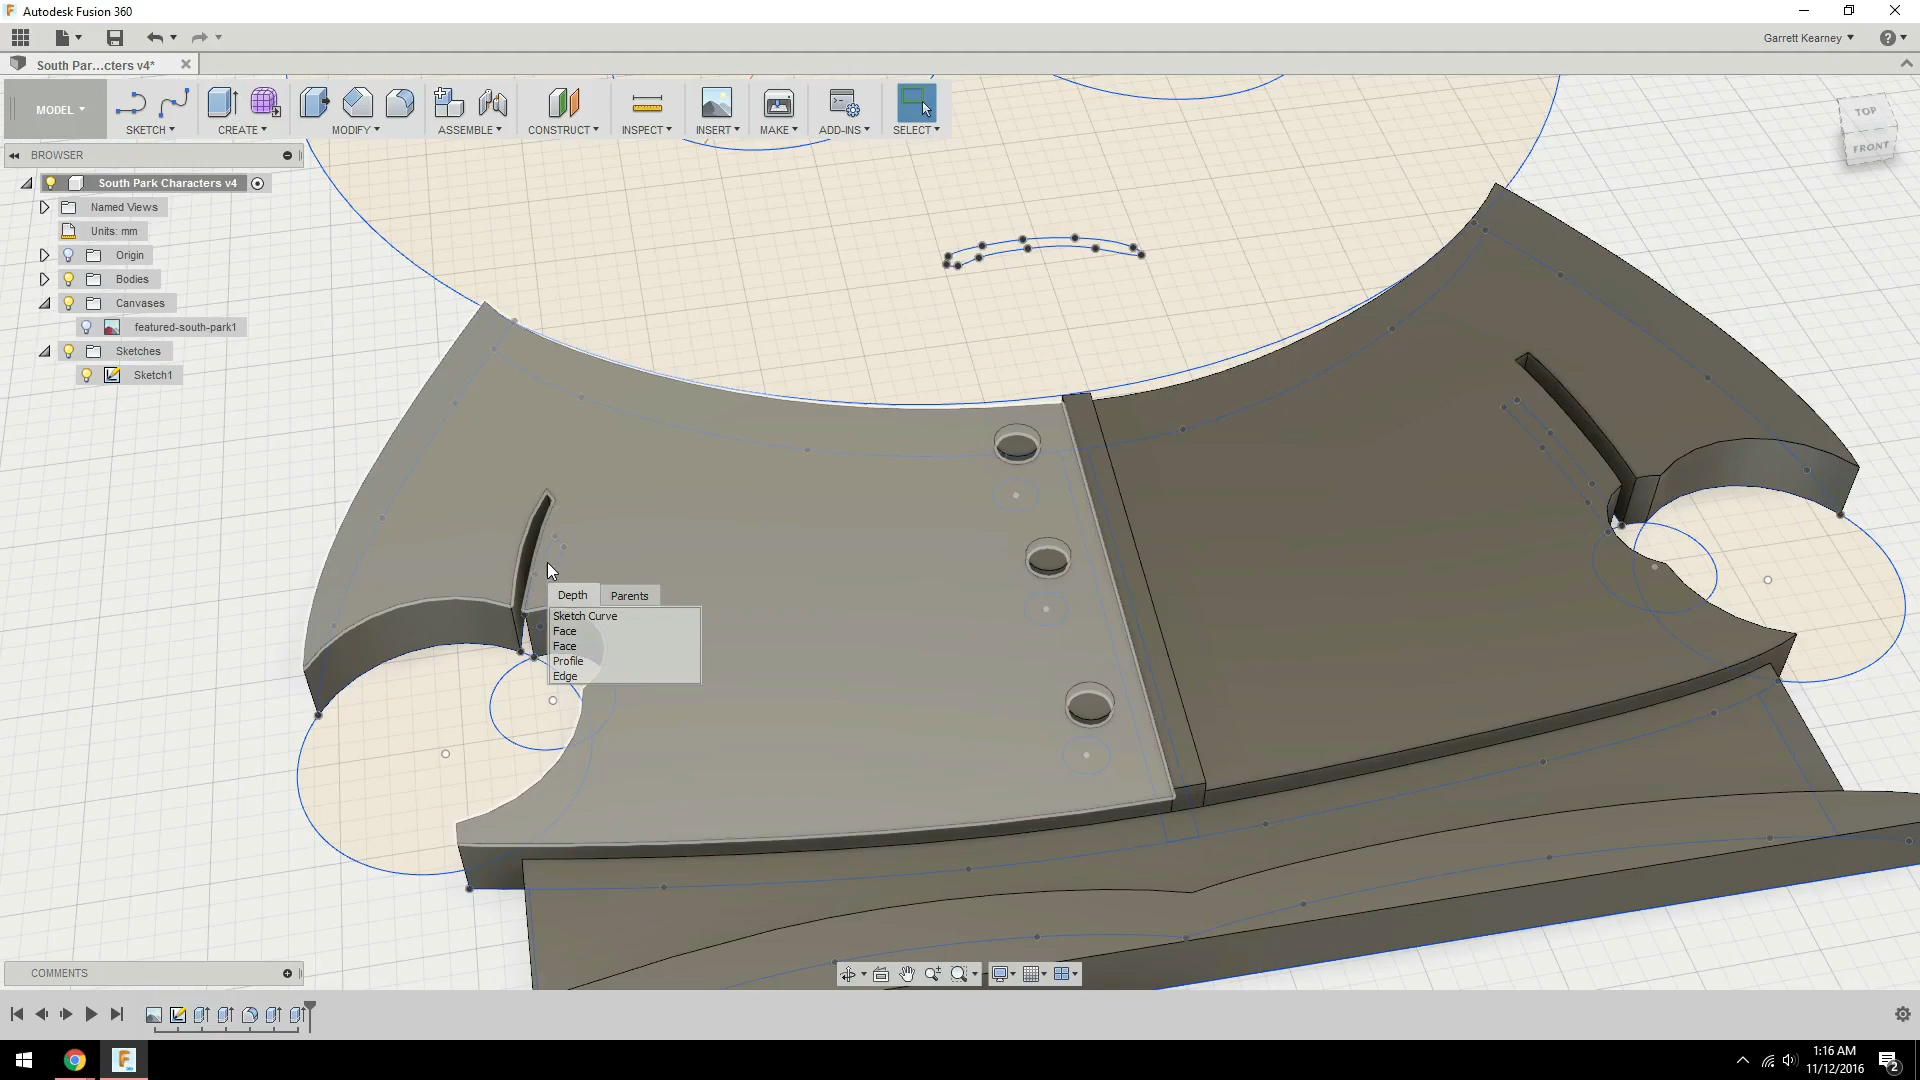 Autodesk Fusion 360
Garrett Kearney
South Par...cters v4*
MODEL
SKETCH
CREATE
MODIFY
ASSEMBLE
CONSTRUCT
INSPECT
INSERT
MAKE
ADD-INS
SELECT
TOP
FRONT
BROWSER
South Park Characters v4
Named Views
Units: mm
Origin
Bodies
Canvases
featured-south-park1
Sketches
Sketch1
Depth Parents
Sketch Curve
Face
Face
Profile
Edge
COMMENTS
1:16 AM
11/12/2016
2